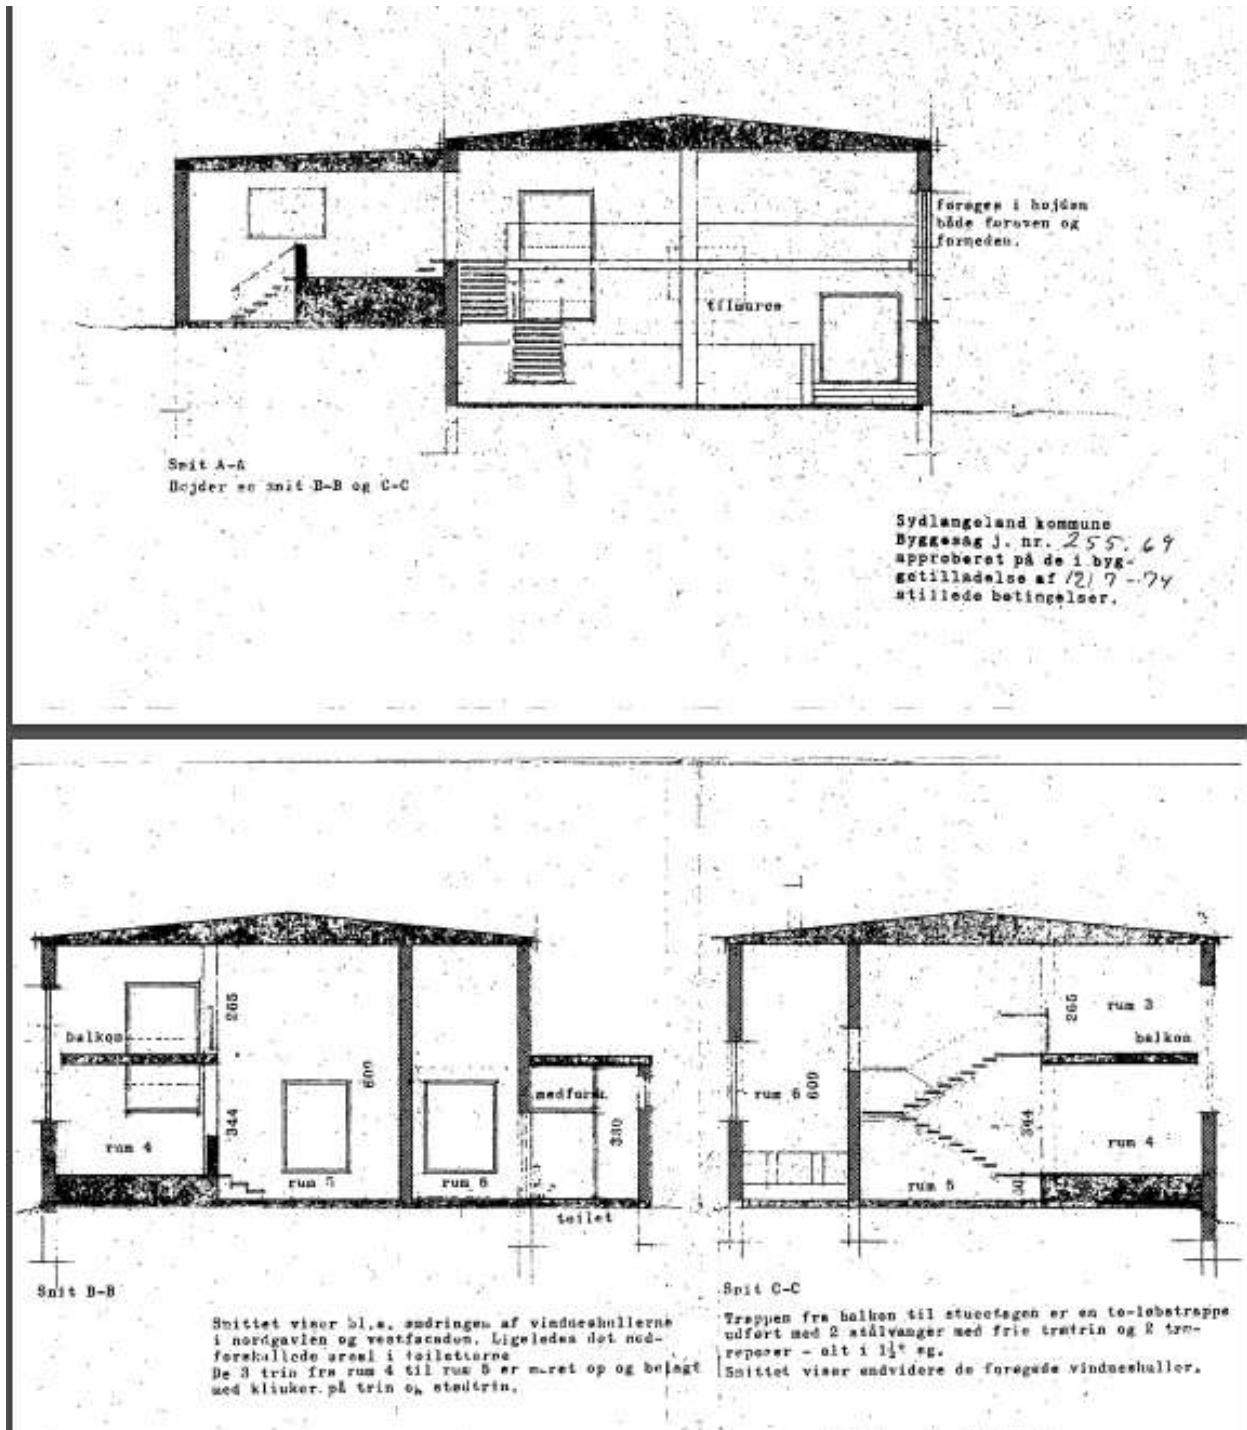 forøges i højden
både foroven og
forneden.
tilmures
Snit A-A
Højder se snit B-B og C-C
Sydlangeland kommune
Byggesag j. nr. 255.69
approberet på de i byg-
getilladelse af 12/7-74
stillede betingelser.
balkon
265
600
344
rum 4
rum 5
rum 6
nedforsk.
330
toilet
Snit B-B
Snittet viser bl.a. ændringen af vindueshullerne
i nordgavlen og vestfacaden. Ligeledes det ned-
forskallede areal i toiletterne
De 3 trin fra rum 4 til rum 5 er muret op og belagt
med klinker på trin og stødtrin.
265
rum 3
balkon
rum 6
600
344
rum 4
rum 5
30
Snit C-C
Trappen fra balkon til stueetagen er en to-løbstrappe
udført med 2 stålvanger med frie trætrin og 2 træ-
reposer - alt i 1½" eg.
Snittet viser endvidere de forøgede vindueshuller.